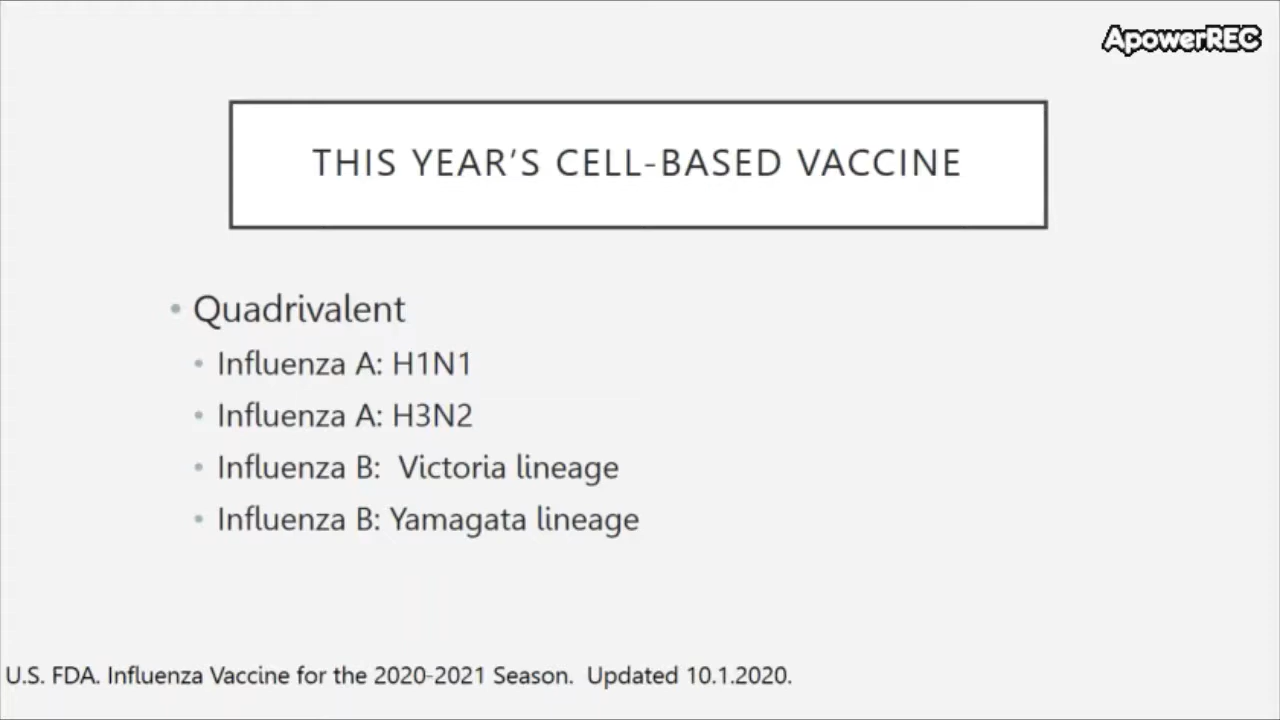 ApowerREC
THIS YEAR’S CELL-BASED VACCINE
• Quadrivalent
• Influenza A: H1N1
• Influenza A: H3N2
• Influenza B:  Victoria lineage
• Influenza B: Yamagata lineage
U.S. FDA. Influenza Vaccine for the 2020-2021 Season.  Updated 10.1.2020.